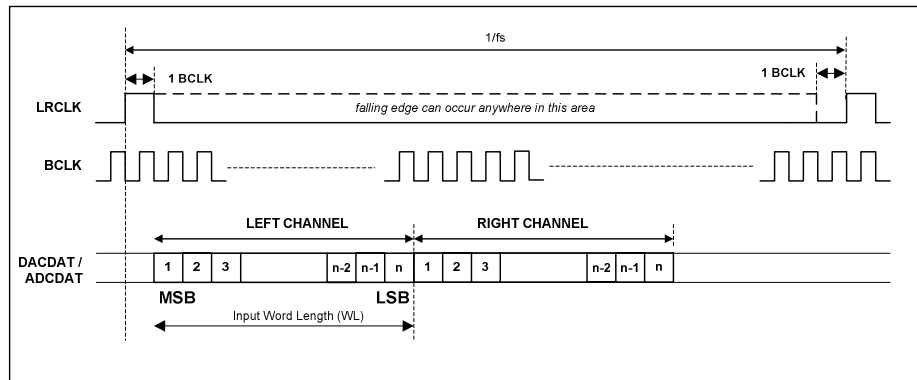 1/fs
1 BCLK
1 BCLK
LRCLK
falling edge can occur anywhere in this area
BCLK
LEFT CHANNEL
RIGHT CHANNEL
DACDAT /
ADCDAT
1 2 3 n-2 n-1 n 1 2 3 n-2 n-1 n
MSB LSB
Input Word Length (WL)